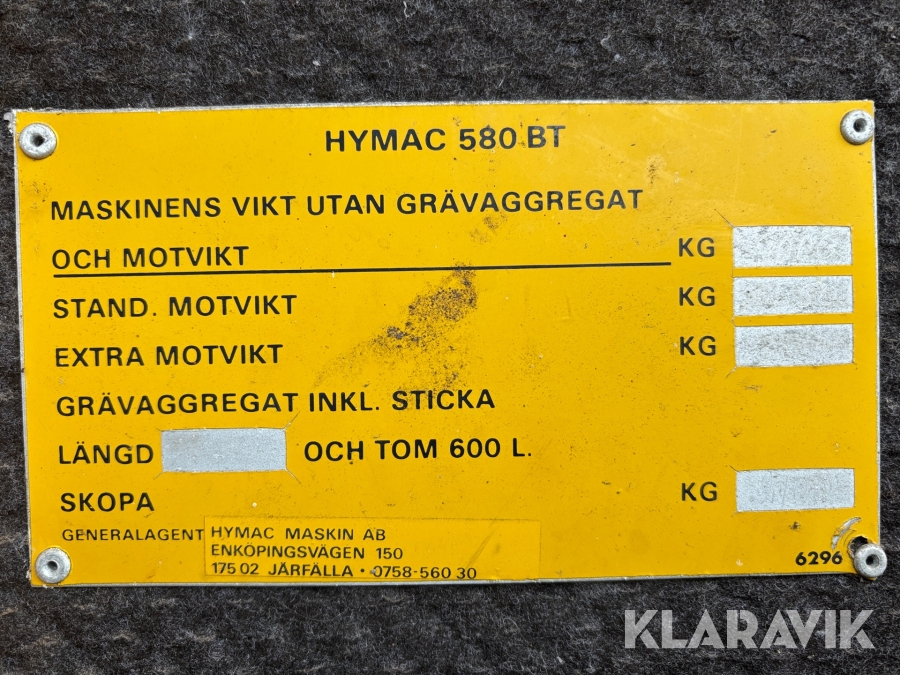 HYMAC 580 BT
MASKINENS VIKT UTAN GRÄVAGGREGAT
OCH MOTVIKT KG
STAND. MOTVIKT KG
EXTRA MOTVIKT KG
GRÄVAGGREGAT INKL. STICKA
LÄNGD OCH TOM 600 L.
SKOPA KG
GENERALAGENT HYMAC MASKIN AB
ENKÖPINGSVÄGEN 150
175 02 JÄRFÄLLA • 0758-560 30
6296
KLARAVIK